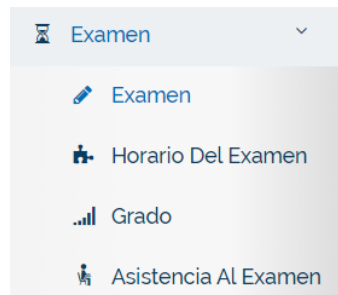 Examen
Examen
Horario Del Examen
Grado
Asistencia Al Examen